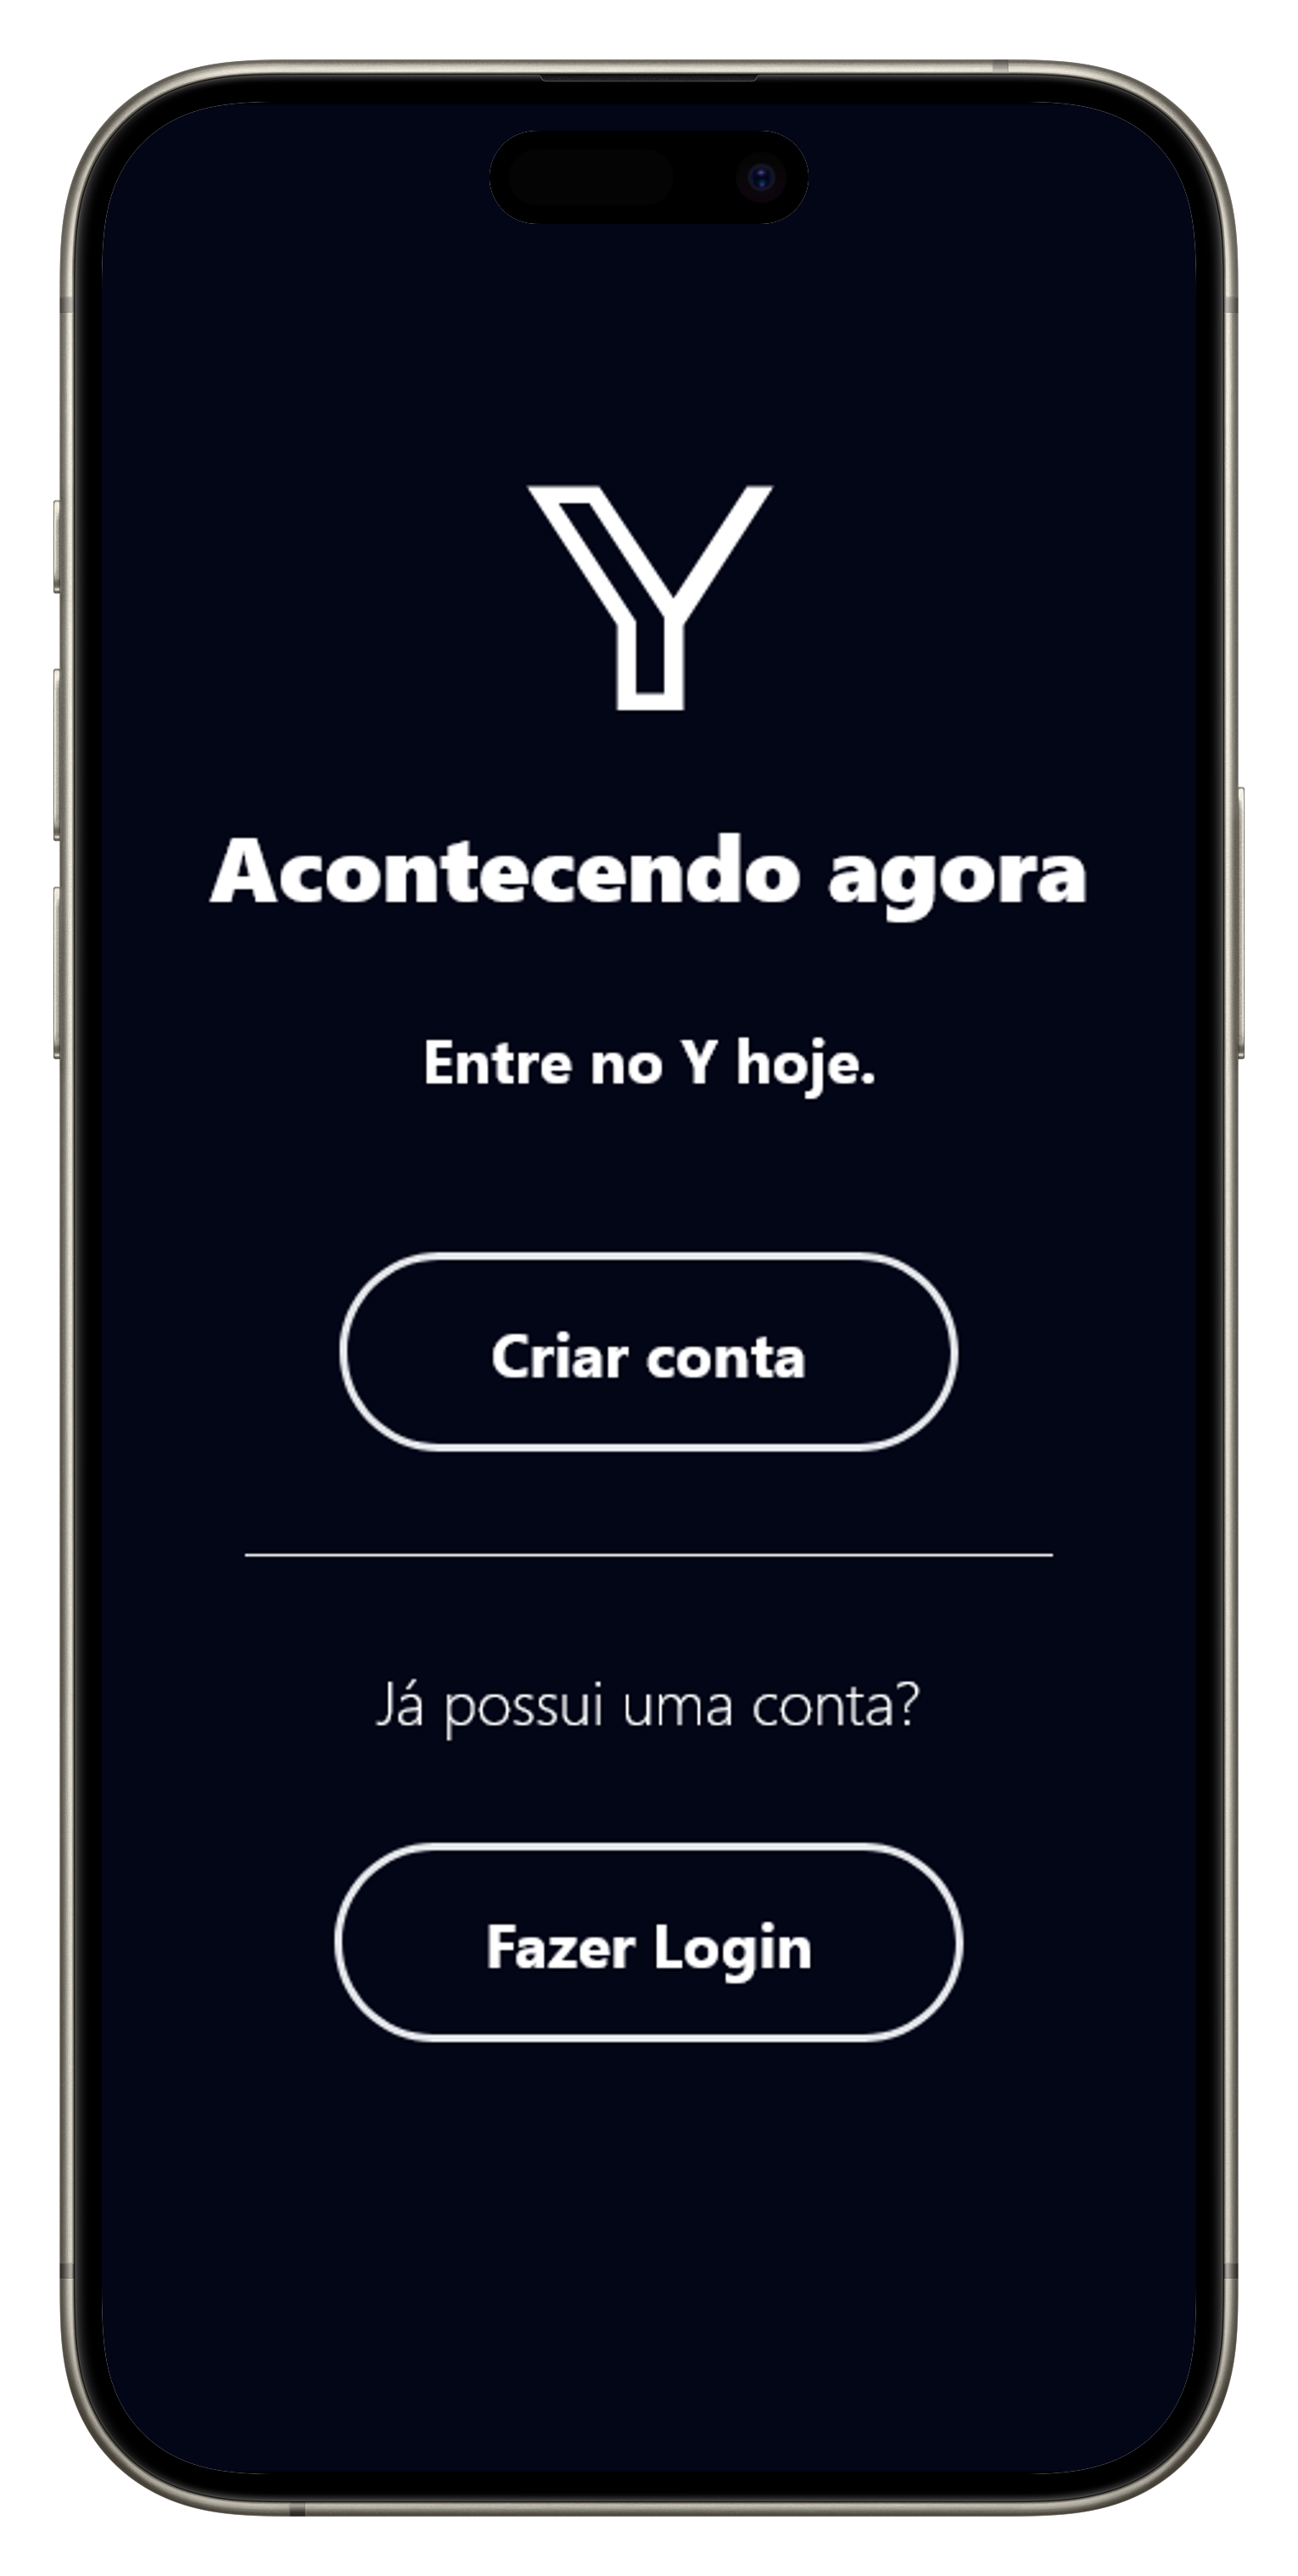 Y
Acontecendo agora
Entre no Y hoje.
Criar conta
Já possui uma conta?
Fazer Login